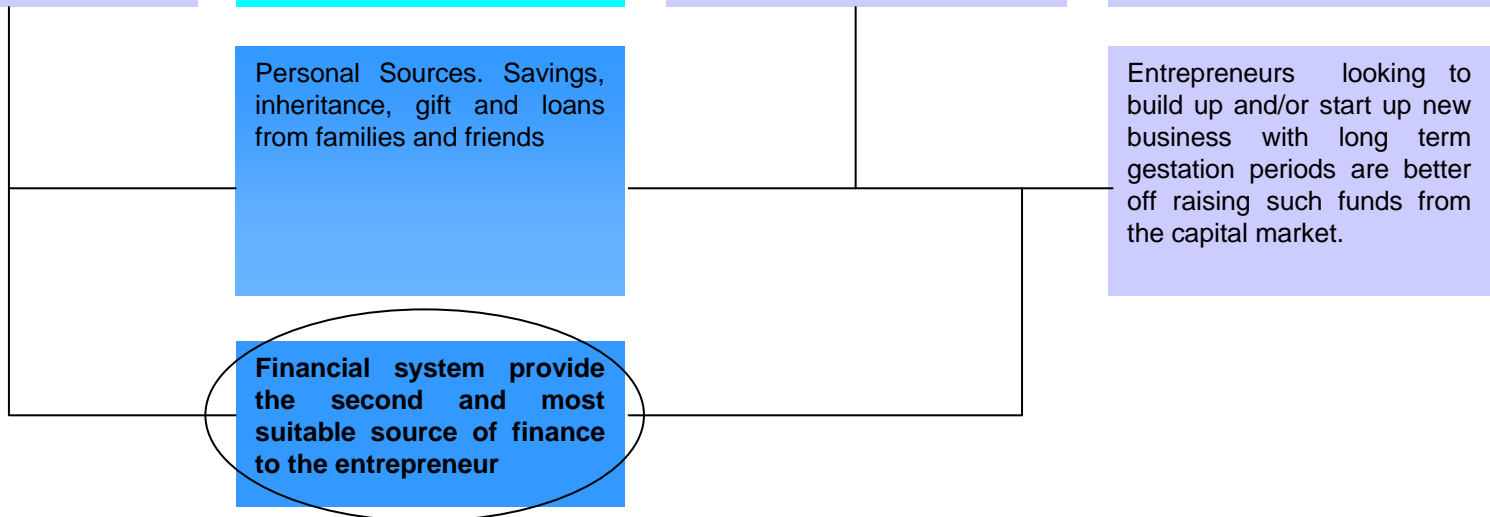 Personal Sources. Savings,
inheritance, gift and loans
from families and friends
Entrepreneurs looking to
build up and/or start up new
business with long term
gestation periods are better
off raising such funds from
the capital market.
Financial system provide
the second and most
suitable source of finance
to the entrepreneur